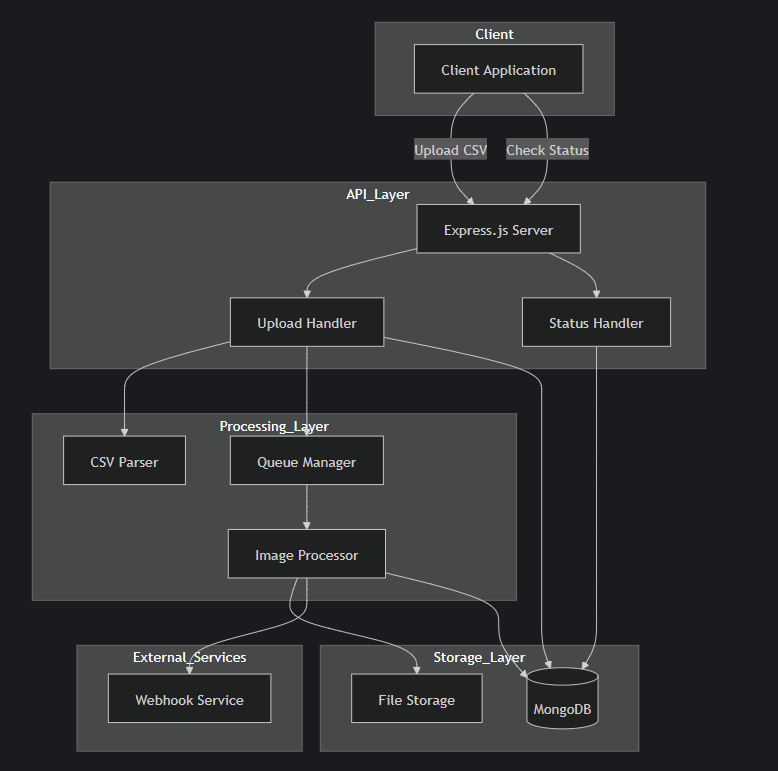 Client
Client Application
Upload CSV
Check Status
API_Layer
Express.js Server
Upload Handler
Status Handler
Processing_Layer
CSV Parser
Queue Manager
Image Processor
External_Services
Storage_Layer
Webhook Service
File Storage
MongoDB